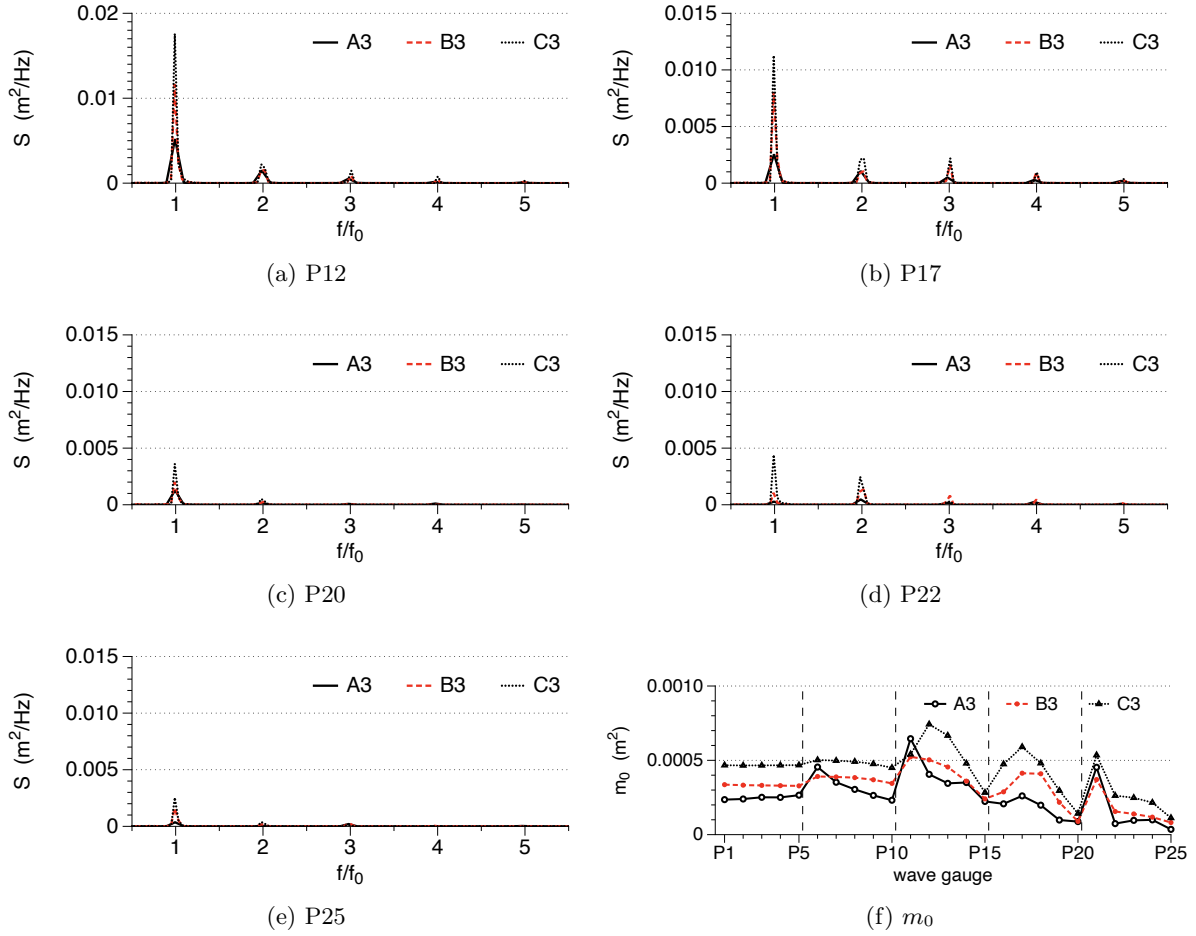 0.02
0.01
0
S (m²/Hz)
A3 B3 C3
1 2 3 4 5
f/f₀
(a) P12
0.015
0.010
0.005
0
S (m²/Hz)
A3 B3 C3
1 2 3 4 5
f/f₀
(b) P17
0.015
0.010
0.005
0
S (m²/Hz)
A3 B3 C3
1 2 3 4 5
f/f₀
(c) P20
0.015
0.010
0.005
0
S (m²/Hz)
A3 B3 C3
1 2 3 4 5
f/f₀
(d) P22
0.015
0.010
0.005
0
S (m²/Hz)
A3 B3 C3
1 2 3 4 5
f/f₀
(e) P25
0.0010
0.0005
0
m₀ (m²)
A3 B3 C3
P1 P5 P10 P15 P20 P25
wave gauge
(f) m₀